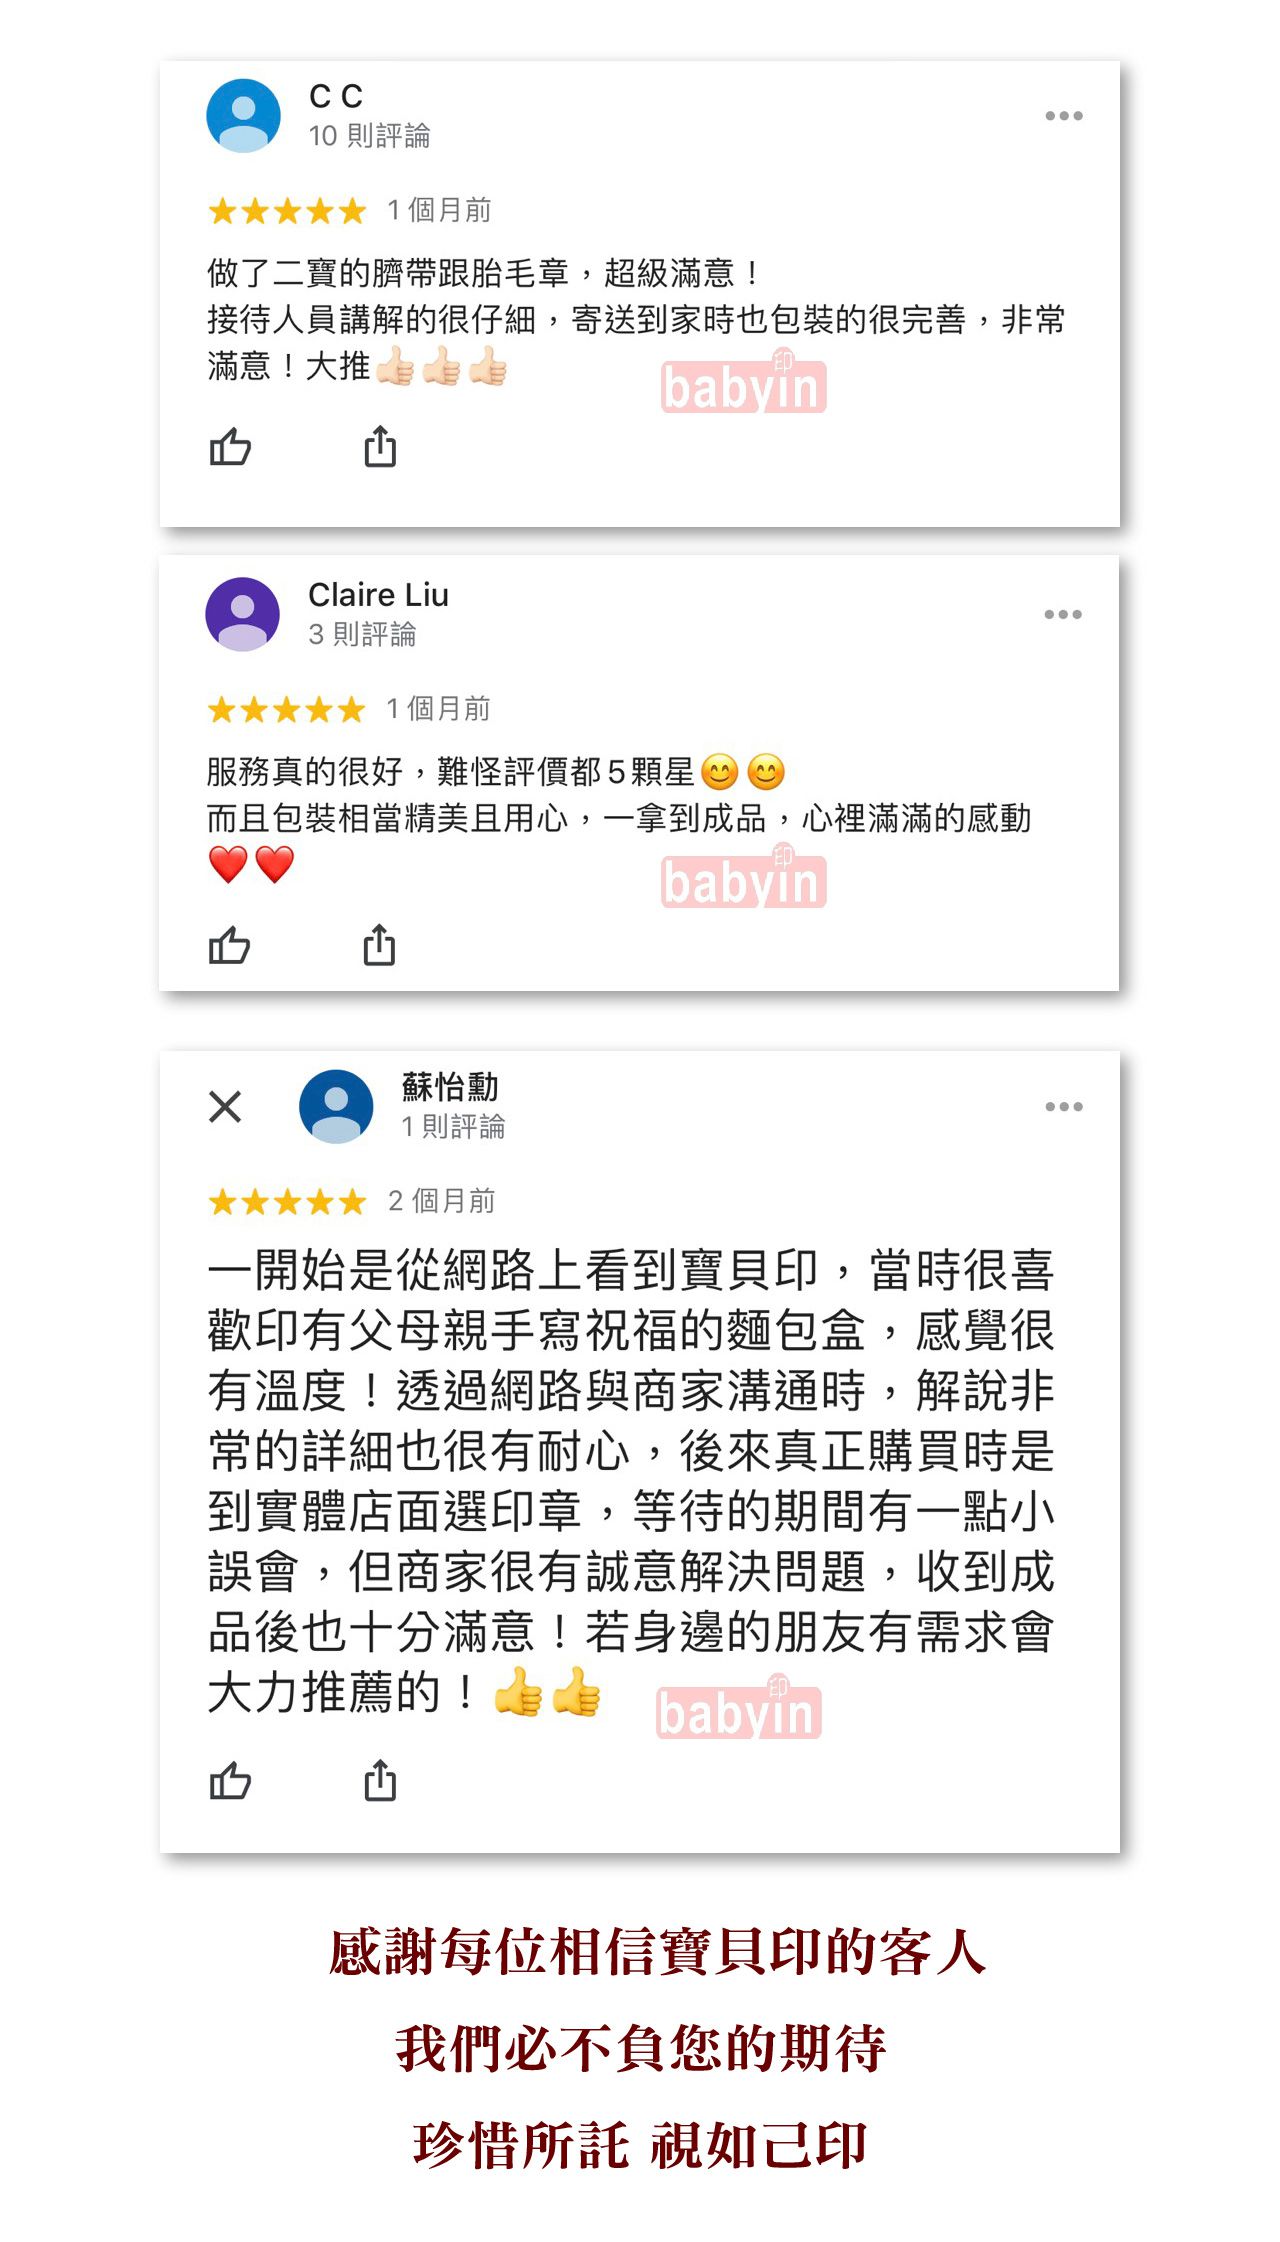 C C
10 則評論
★★★★★ 1 個月前
做了二寶的臍帶跟胎毛章，超級滿意！
接待人員講解的很仔細，寄送到家時也包裝的很完善，非常
滿意！大推👍🏻👍🏻👍🏻
babyin
印
Claire Liu
3 則評論
★★★★★ 1 個月前
服務真的很好，難怪評價都5顆星😊😊
而且包裝相當精美且用心，一拿到成品，心裡滿滿的感動
❤️❤️
babyin
印
蘇怡勳
1 則評論
★★★★★ 2 個月前
一開始是從網路上看到寶貝印，當時很喜
歡印有父母親手寫祝福的麵包盒，感覺很
有溫度！透過網路與商家溝通時，解說非
常的詳細也很有耐心，後來真正購買時是
到實體店面選印章，等待的期間有一點小
誤會，但商家很有誠意解決問題，收到成
品後也十分滿意！若身邊的朋友有需求會
大力推薦的！👍👍
babyin
印
感謝每位相信寶貝印的客人
我們必不負您的期待
珍惜所託 視如己印